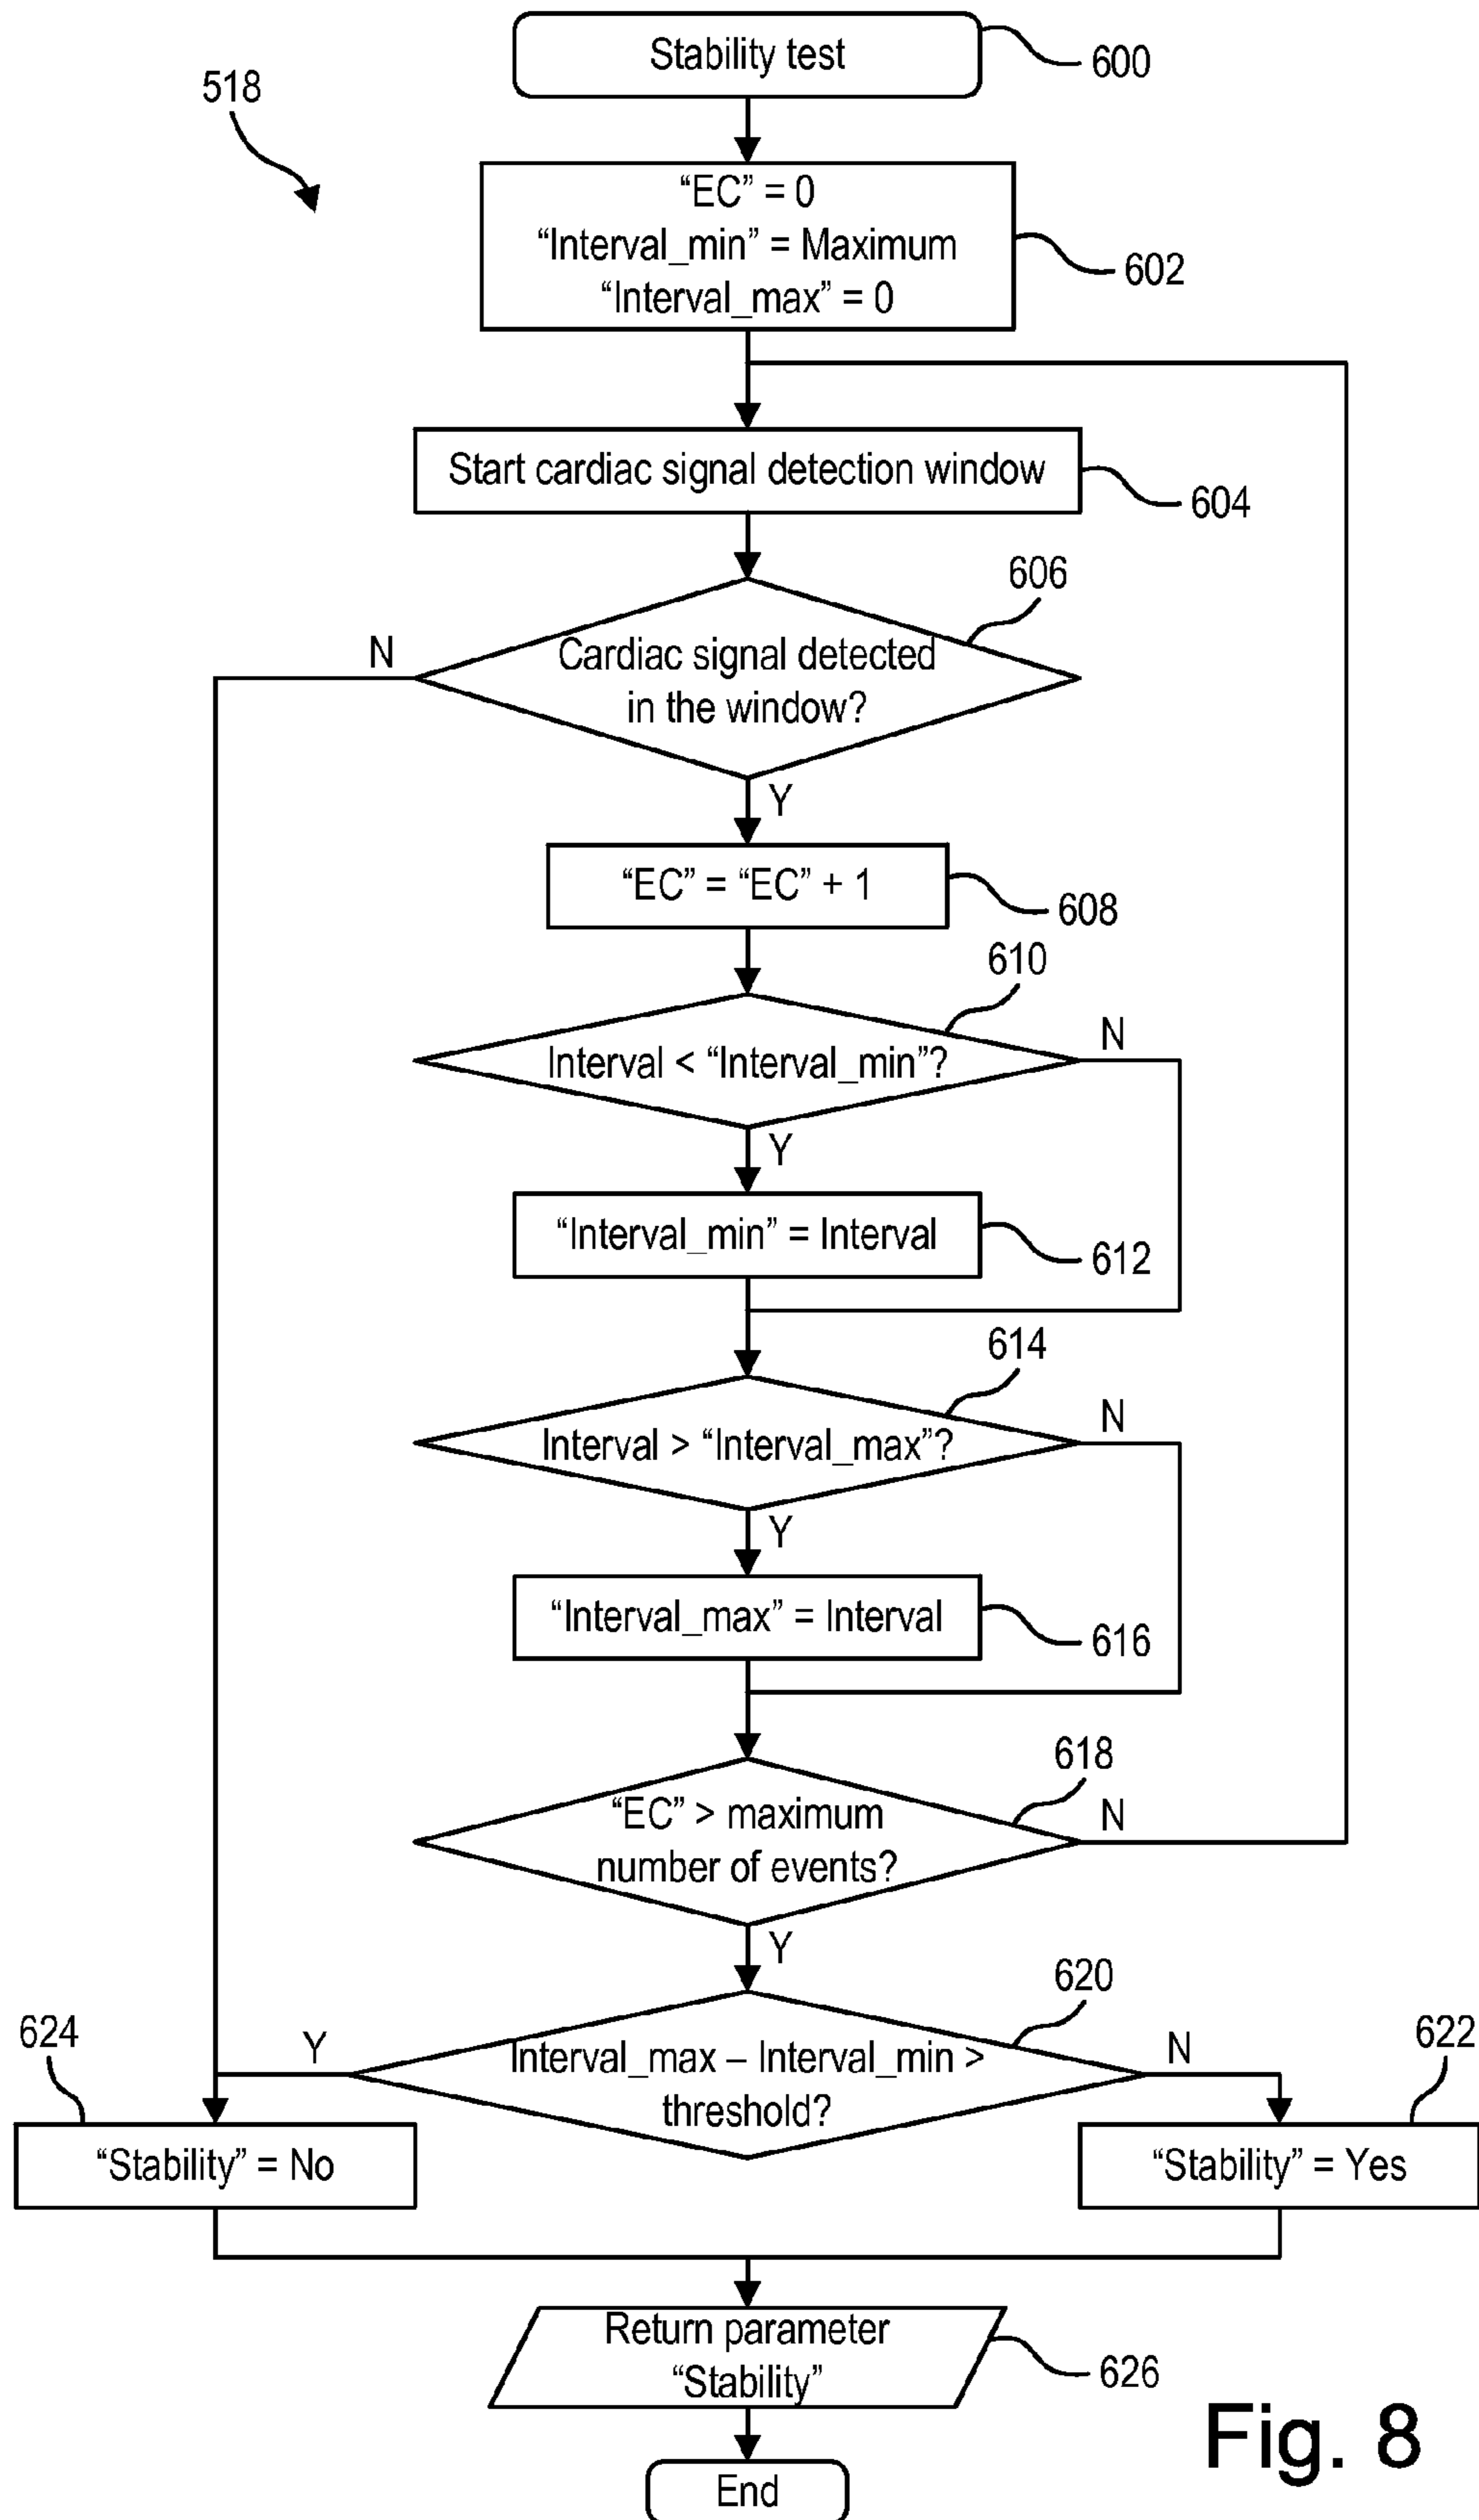 Stability test
600
518
“EC” = 0
“Interval_min” = Maximum
“Interval_max” = 0
602
Start cardiac signal detection window
604
606
N
Cardiac signal detected
in the window?
Y
“EC” = “EC” + 1
608
610
N
Interval < “Interval_min”?
Y
“Interval_min” = Interval
612
614
N
Interval > “Interval_max”?
Y
“Interval_max” = Interval
616
618
“EC” > maximum
number of events?
N
Y
620
624
Y
Interval_max – Interval_min >
threshold?
N
622
“Stability” = No
“Stability” = Yes
Return parameter
“Stability”
626
End
Fig. 8